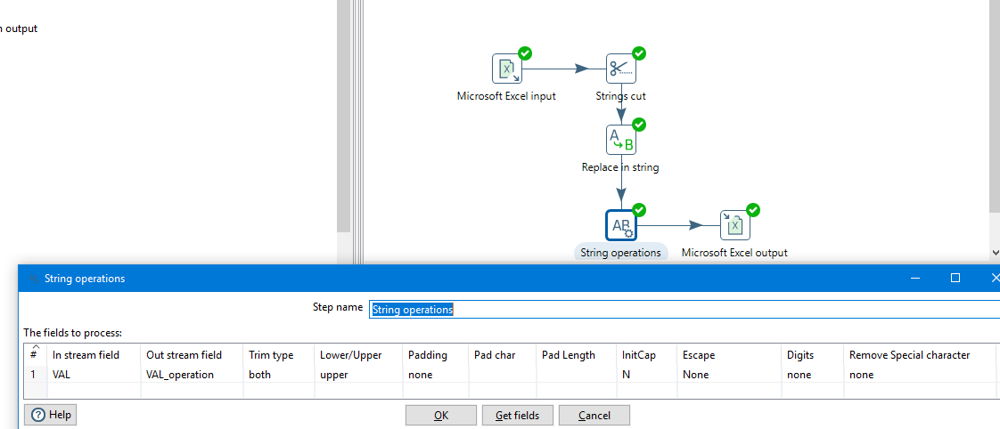 output
Microsoft Excel input
Strings cut
A
B
Replace in string
AB
String operations
Microsoft Excel output
String operations
Step name String operations
The fields to process:
# In stream field Out stream field Trim type Lower/Upper Padding Pad char Pad Length InitCap Escape Digits Remove Special character
1 VAL VAL_operation both upper none N None none none
Help OK Get fields Cancel